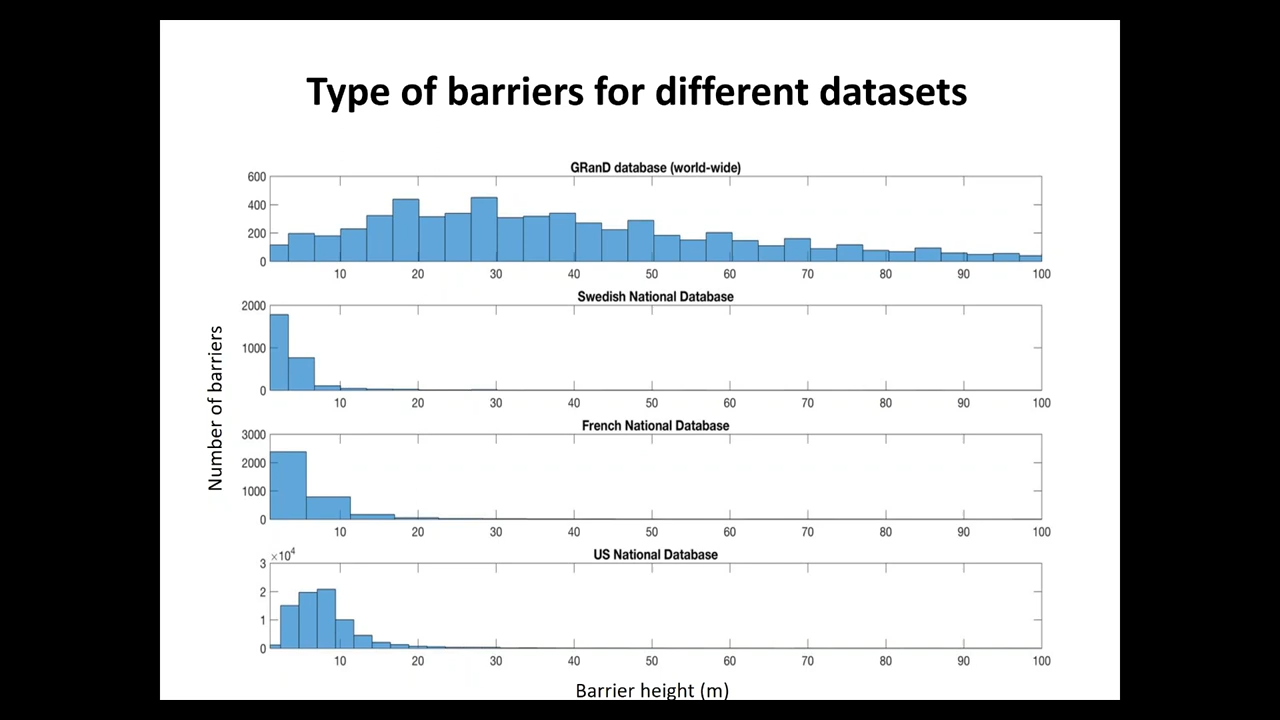 Type of barriers for different datasets
GRanD database (world-wide)
600
400
200
0
10 20 30 40 50 60 70 80 90 100
Swedish National Database
2000
1000
0
10 20 30 40 50 60 70 80 90 100
Number of barriers
French National Database
3000
2000
1000
0
10 20 30 40 50 60 70 80 90 100
×10⁴
US National Database
3
2
1
0
10 20 30 40 50 60 70 80 90 100
Barrier height (m)